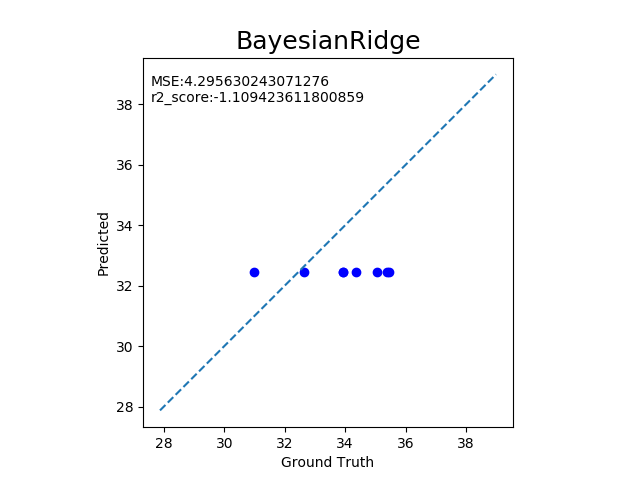 BayesianRidge
MSE:4.295630243071276
r2_score:-1.109423611800859
38
36
34
32
30
28
Predicted
28 30 32 34 36 38
Ground Truth